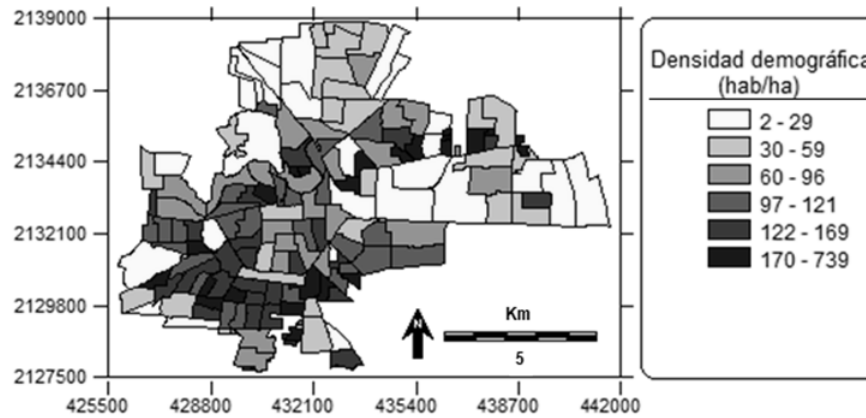 2139000
2136700
2134400
2132100
2129800
2127500
425500 428800 432100 435400 438700 442000
N
Km
5
Densidad demográfica
(hab/ha)
2 - 29
30 - 59
60 - 96
97 - 121
122 - 169
170 - 739